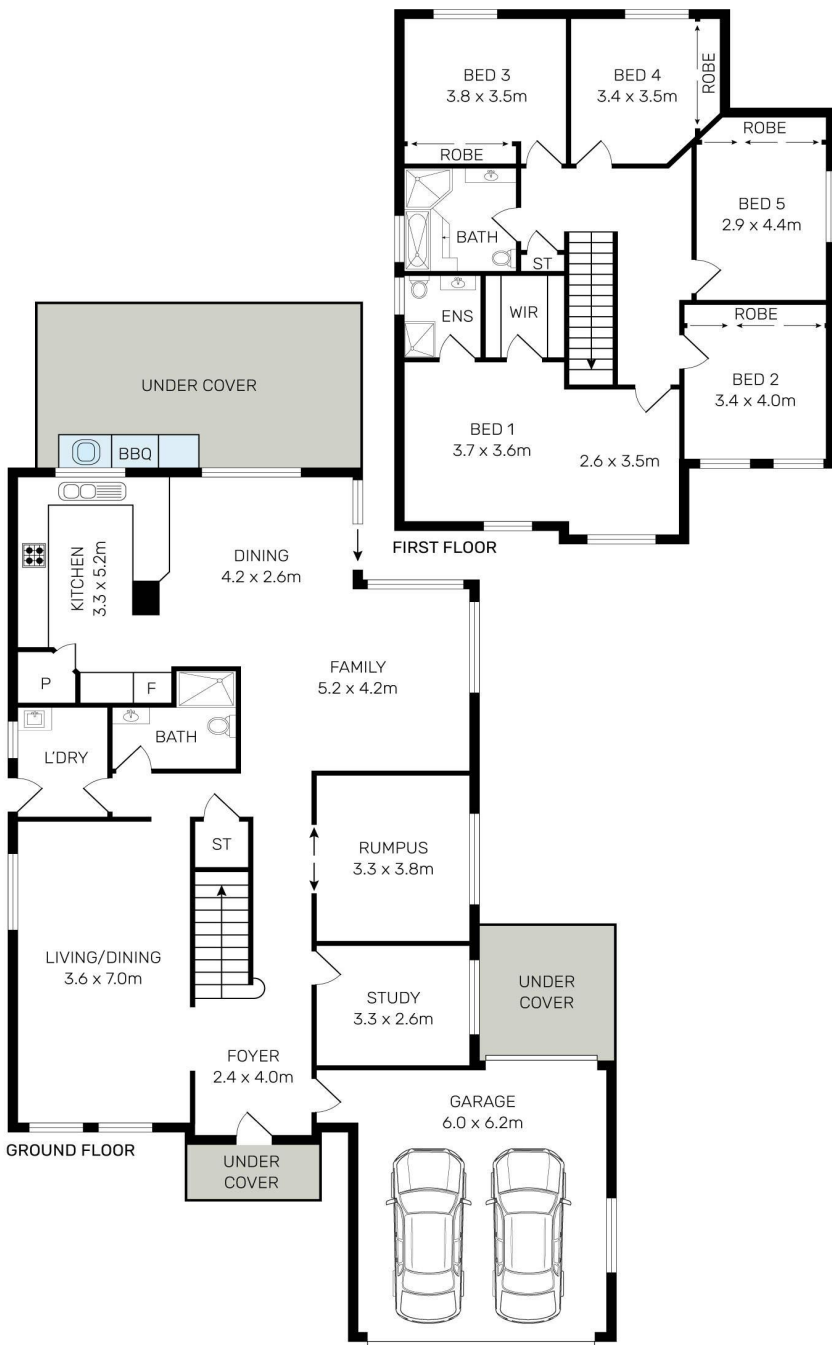 BED 3
3.8 x 3.5m
BED 4
3.4 x 3.5m
ROBE
ROBE
ROBE
BED 5
2.9 x 4.4m
BATH
ST
ENS
WIR
ROBE
BED 2
3.4 x 4.0m
BED 1
3.7 x 3.6m
2.6 x 3.5m
FIRST FLOOR
UNDER COVER
BBQ
KITCHEN
3.3 x 5.2m
DINING
4.2 x 2.6m
FAMILY
5.2 x 4.2m
P
F
BATH
L'DRY
ST
RUMPUS
3.3 x 3.8m
LIVING/DINING
3.6 x 7.0m
STUDY
3.3 x 2.6m
UNDER
COVER
FOYER
2.4 x 4.0m
GARAGE
6.0 x 6.2m
GROUND FLOOR
UNDER
COVER